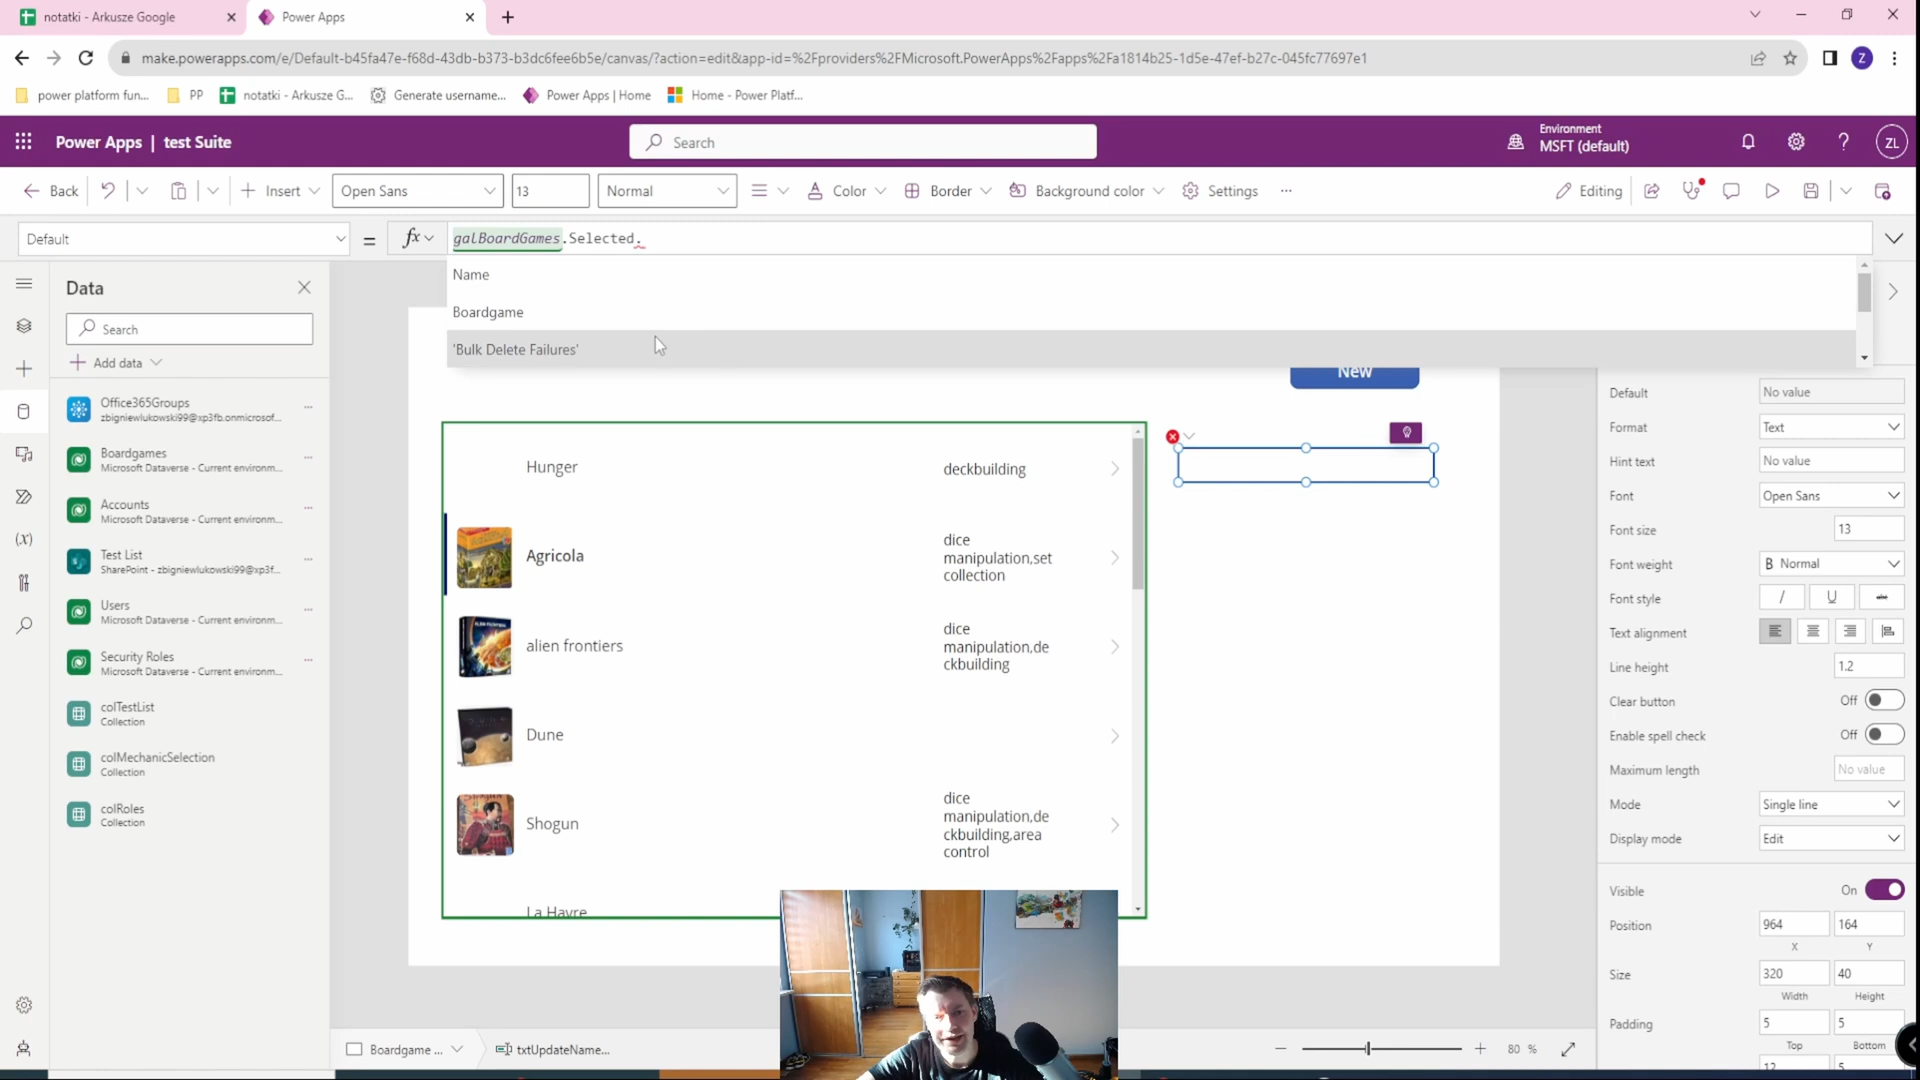 notatki - Arkusze Google
Power Apps
make.powerapps.com/e/Default-b45fa47e-f68d-43db-b373-b3dc6fee6b5e/canvas/?action=edit&app-id=%2Fproviders%2FMicrosoft.PowerApps%2Fapps%2Fa1814b25-1d5e-47ef-b27c-045fc77697e1
Z
power platform fun...
PP
notatki - Arkusze G...
Generate username...
Power Apps | Home
Home - Power Platf...
Power Apps | test Suite
Search
Environment
MSFT (default)
?
ZL
Back
Insert
Open Sans
13
Normal
Color
Border
Background color
Settings
...
Editing
Default
=
fx
galBoardGames.Selected.
Name
Boardgame
'Bulk Delete Failures'
Data
Search
Add data
Office365Groups
zbigniewlukowski99@xp3fb.onmicrosof...
Boardgames
Microsoft Dataverse - Current environm...
Accounts
Microsoft Dataverse - Current environm...
Test List
SharePoint - zbigniewlukowski99@xp3f...
Users
Microsoft Dataverse - Current environm...
Security Roles
Microsoft Dataverse - Current environm...
colTestList
Collection
colMechanicSelection
Collection
colRoles
Collection
New
Hunger
deckbuilding
Agricola
dice
manipulation,set
collection
alien frontiers
dice
manipulation,de
ckbuilding
Dune
Shogun
dice
manipulation,de
ckbuilding,area
control
La Havre
Default
No value
Format
Text
Hint text
No value
Font
Open Sans
Font size
13
Font weight
B Normal
Font style
/
U
abc
Text alignment
Line height
1.2
Clear button
Off
Enable spell check
Off
Maximum length
No value
Mode
Single line
Display mode
Edit
Visible
On
Position
964
164
X
Y
Size
320
40
Width
Height
Padding
5
5
Top
Bottom
12
5
Boardgame ...
txtUpdateName...
80 %